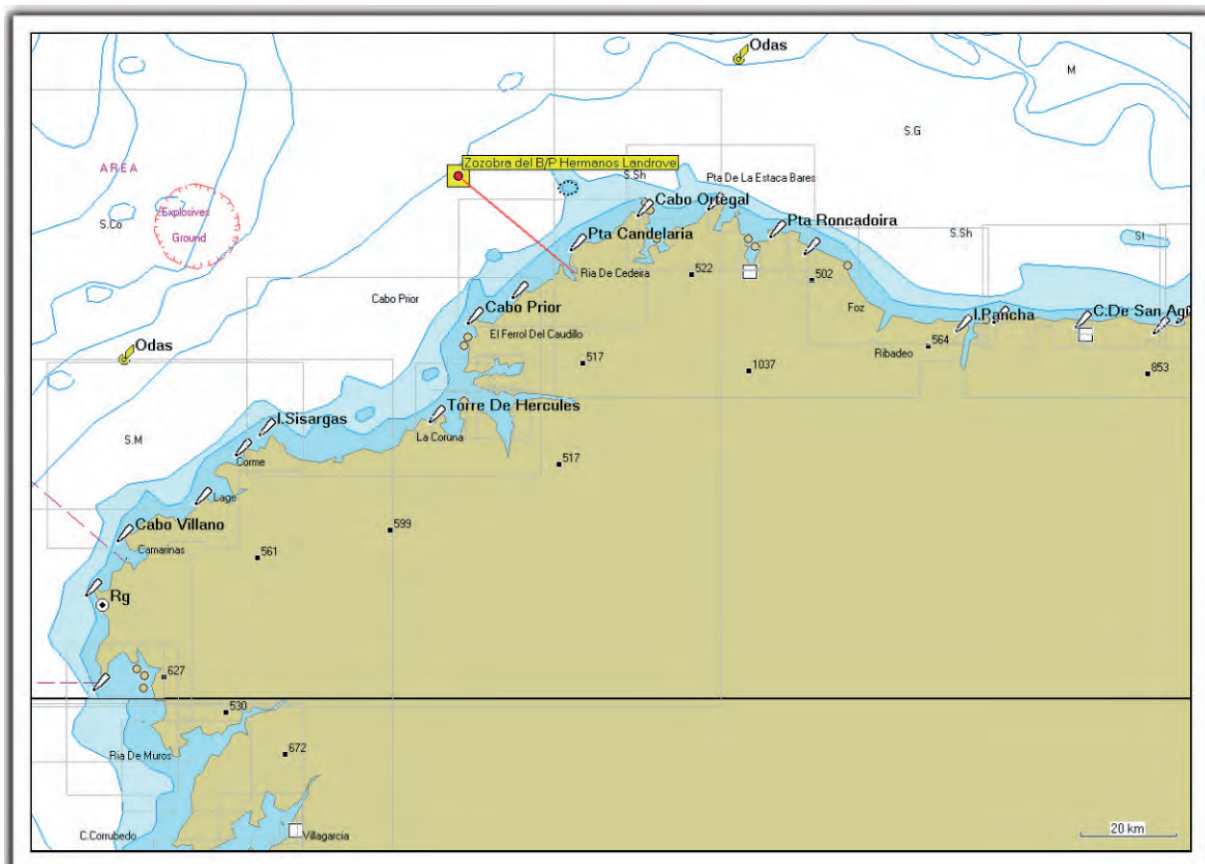 Odas
M
S.G
AREA
Zozobra del B/P Hermanos Landrove
S.Sh
Pta De La Estaca Bares
Explosives
Ground
S.Co
Cabo Ortegal
Pta Roncadoira
Pta Candelaria
S.Sh
St
Ria De Cedeira
522
502
Cabo Prior
Cabo Prior
Foz
I.Pancha
C.De San Agu
El Ferrol Del Caudillo
Odas
517
1037
Ribadeo
564
853
Torre De Hercules
I.Sisargas
La Coruna
S.M
Corme
517
Lage
Cabo Villano
599
Camarinas
561
Rg
627
530
Ria De Muros
672
C.Corrubedo
Villagarcia
20 km